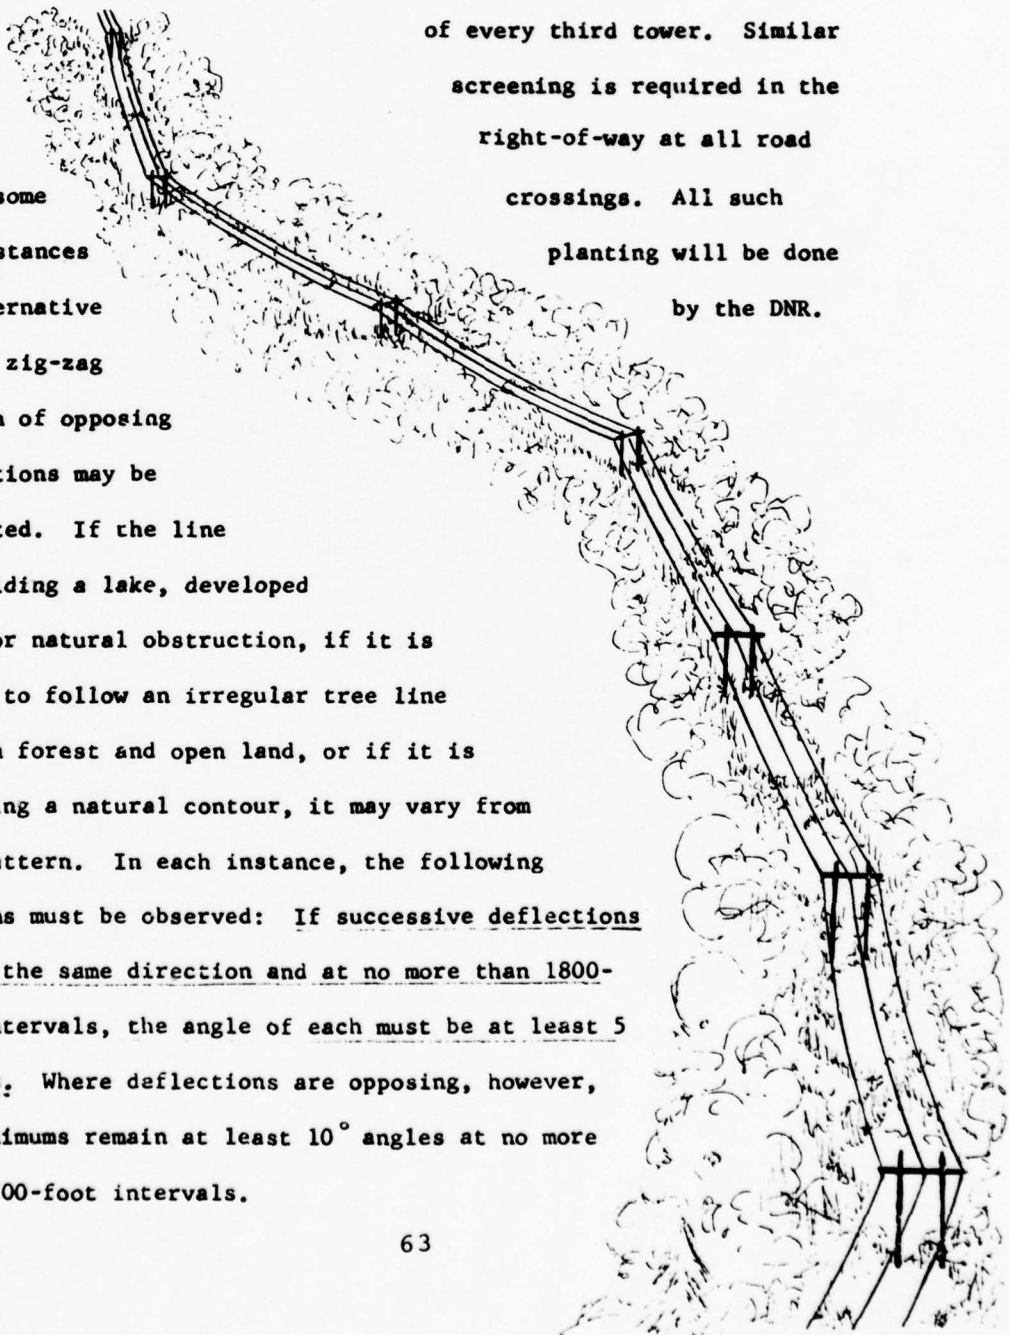 of every third tower. Similar
screening is required in the
right-of-way at all road
crossings. All such
planting will be done
by the DNR.
some
stances
ernative
zig-zag
of opposing
tions may be
ted. If the line
iding a lake, developed
or natural obstruction, if it is
to follow an irregular tree line
forest and open land, or if it is
ing a natural contour, it may vary from
attern. In each instance, the following
ns must be observed: If successive deflections
the same direction and at no more than 1800-
tervals, the angle of each must be at least 5
Where deflections are opposing, however,
imums remain at least 10° angles at no more
00-foot intervals.
63